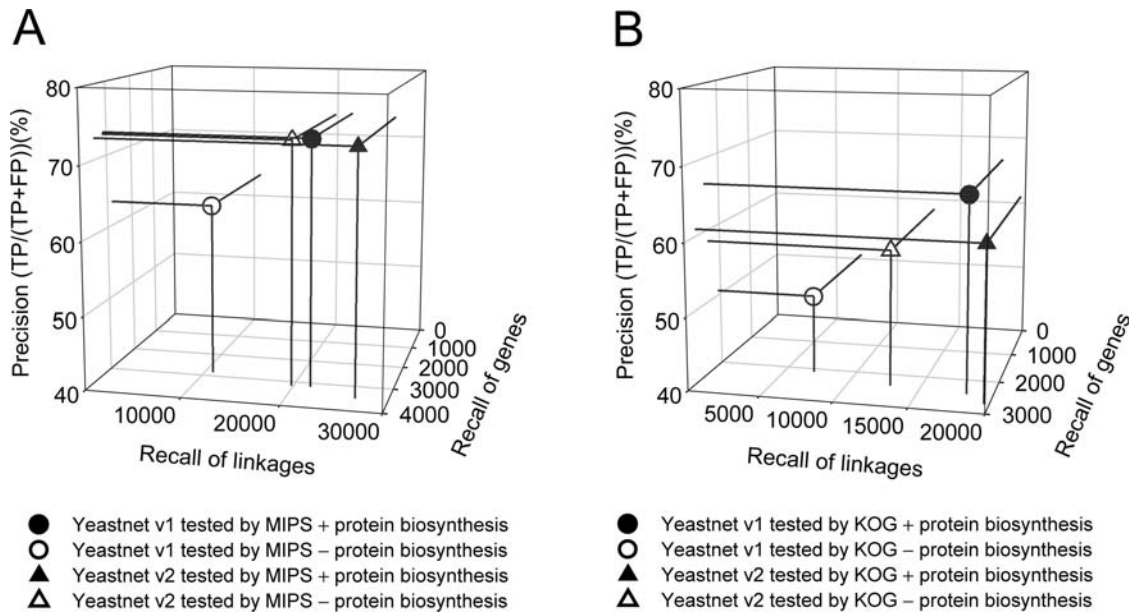 A
Precision (TP/(TP+FP))(%)
80
70
60
50
40
10000
20000
30000
Recall of linkages
0
1000
2000
3000
4000
Recall of genes
Yeastnet v1 tested by MIPS + protein biosynthesis
Yeastnet v1 tested by MIPS − protein biosynthesis
Yeastnet v2 tested by MIPS + protein biosynthesis
Yeastnet v2 tested by MIPS − protein biosynthesis
B
Precision (TP/(TP+FP))(%)
80
70
60
50
40
5000
10000
15000
20000
Recall of linkages
0
1000
2000
3000
Recall of genes
Yeastnet v1 tested by KOG + protein biosynthesis
Yeastnet v1 tested by KOG − protein biosynthesis
Yeastnet v2 tested by KOG + protein biosynthesis
Yeastnet v2 tested by KOG − protein biosynthesis